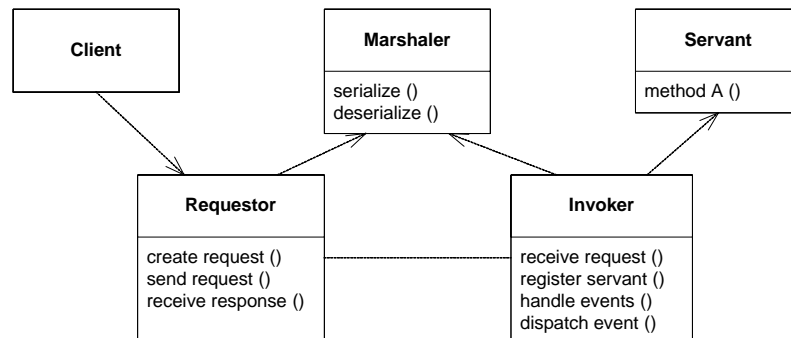 Client
Marshaler
serialize ()
deserialize ()
Servant
method A ()
Requestor
create request ()
send request ()
receive response ()
Invoker
receive request ()
register servant ()
handle events ()
dispatch event ()